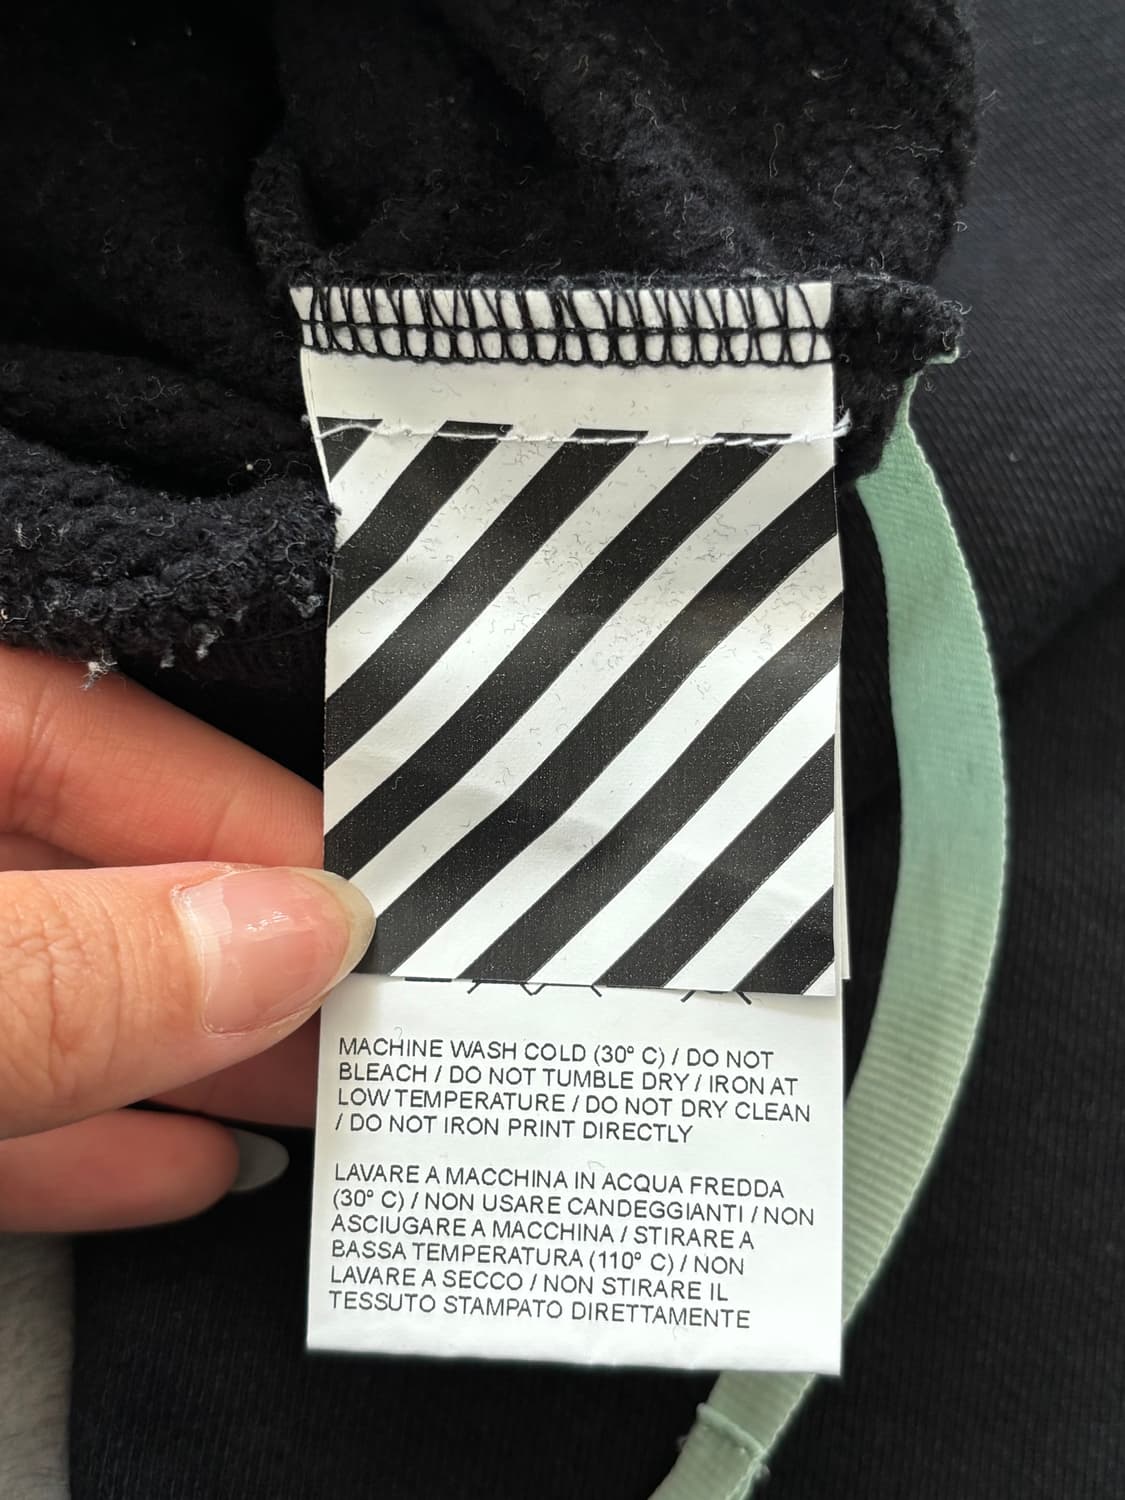 MACHINE WASH COLD (30° C) / DO NOT
BLEACH / DO NOT TUMBLE DRY / IRON AT
LOW TEMPERATURE / DO NOT DRY CLEAN
/ DO NOT IRON PRINT DIRECTLY
LAVARE A MACCHINA IN ACQUA FREDDA
(30° C) / NON USARE CANDEGGIANTI / NON
ASCIUGARE A MACCHINA / STIRARE A
BASSA TEMPERATURA (110° C) / NON
LAVARE A SECCO / NON STIRARE IL
TESSUTO STAMPATO DIRETTAMENTE